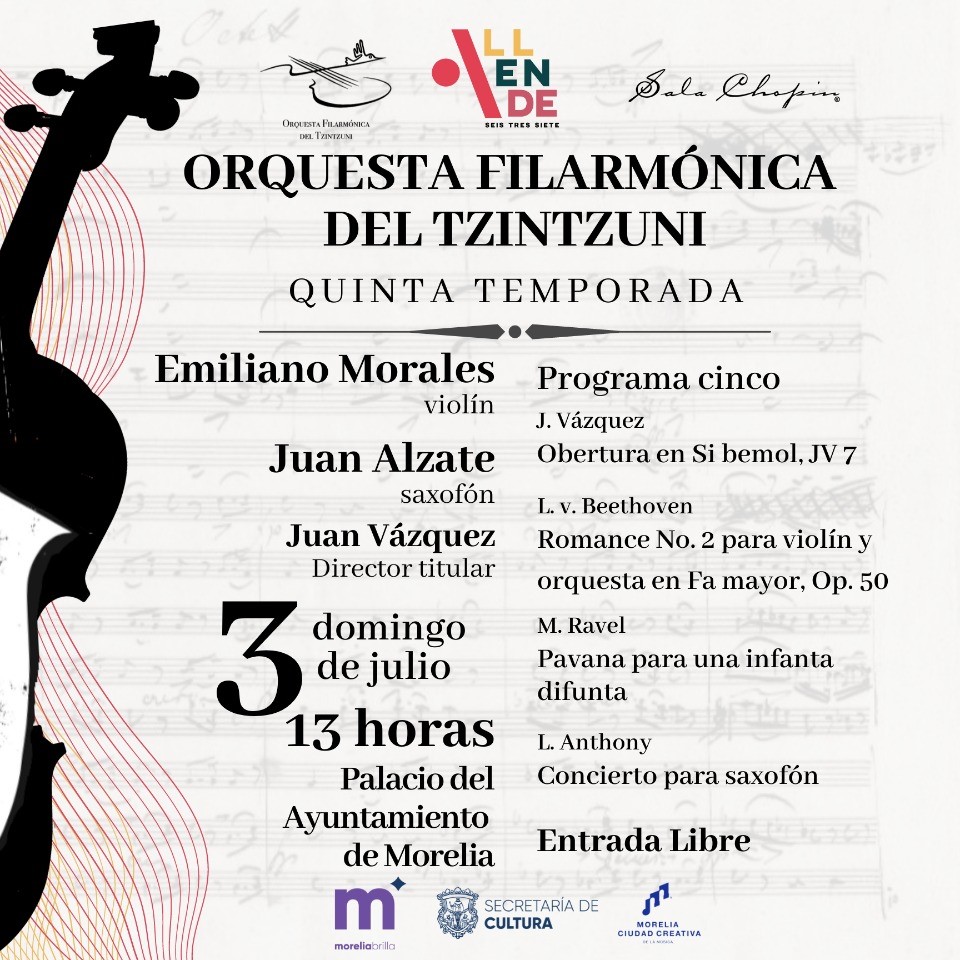 Orquesta Filarmónica
del Tzintzuni
ALLENDE
SEIS TRES SIETE
Sala Chopin
ORQUESTA FILARMÓNICA
DEL TZINTZUNI
QUINTA TEMPORADA
Emiliano Morales
violín
Juan Alzate
saxofón
Juan Vázquez
Director titular
3 domingo
de julio
13 horas
Palacio del
Ayuntamiento
de Morelia
Programa cinco
J. Vázquez
Obertura en Si bemol, JV 7
L. v. Beethoven
Romance No. 2 para violín y
orquesta en Fa mayor, Op. 50
M. Ravel
Pavana para una infanta
difunta
L. Anthony
Concierto para saxofón
Entrada Libre
m
moreliabrilla
SECRETARÍA DE
CULTURA
MORELIA
CIUDAD CREATIVA
DE LA MÚSICA